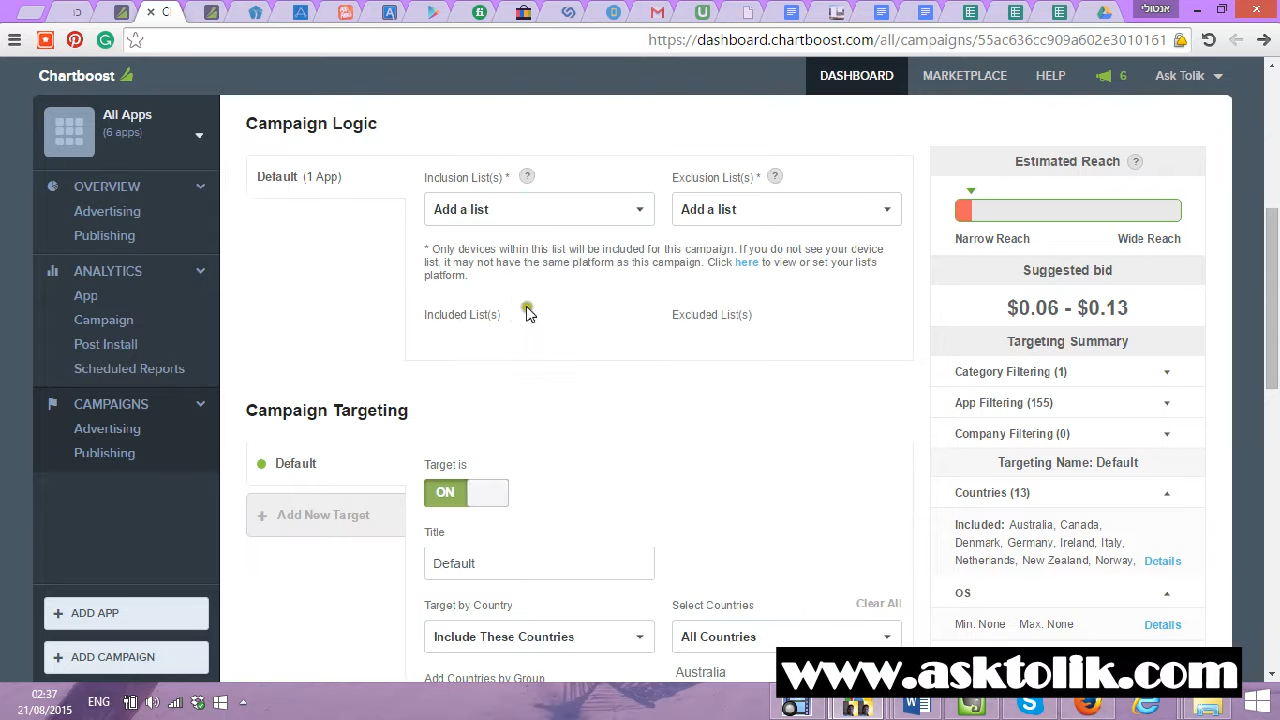 https://dashboard.chartboost.com/all/campaigns/55ac636cc909a602e3010161
Chartboost
DASHBOARD
MARKETPLACE
HELP
6
Ask Tolik
All Apps
(6 apps)
OVERVIEW
Advertising
Publishing
ANALYTICS
App
Campaign
Post Install
Scheduled Reports
CAMPAIGNS
Advertising
Publishing
+ ADD APP
+ ADD CAMPAIGN
Campaign Logic
Default (1 App)
Inclusion List(s) * ?
Exclusion List(s) * ?
Add a list
Add a list
* Only devices within this list will be included for this campaign. If you do not see your device
list, it may not have the same platform as this campaign. Click here to view or set your list's
platform.
Included List(s)
Excluded List(s)
Campaign Targeting
Default
+ Add New Target
Target is
ON
Title
Default
Target by Country
Select Countries
Clear All
Include These Countries
All Countries
Australia
Add Countries by Group
Estimated Reach ?
Narrow Reach
Wide Reach
Suggested bid
$0.06 - $0.13
Targeting Summary
Category Filtering (1)
App Filtering (155)
Company Filtering (0)
Targeting Name: Default
Countries (13)
Included: Australia, Canada,
Denmark, Germany, Ireland, Italy,
Netherlands, New Zealand, Norway,
Details
OS
Min. None Max. None
Details
www.asktolik.com
02:37
21/08/2015
ENG